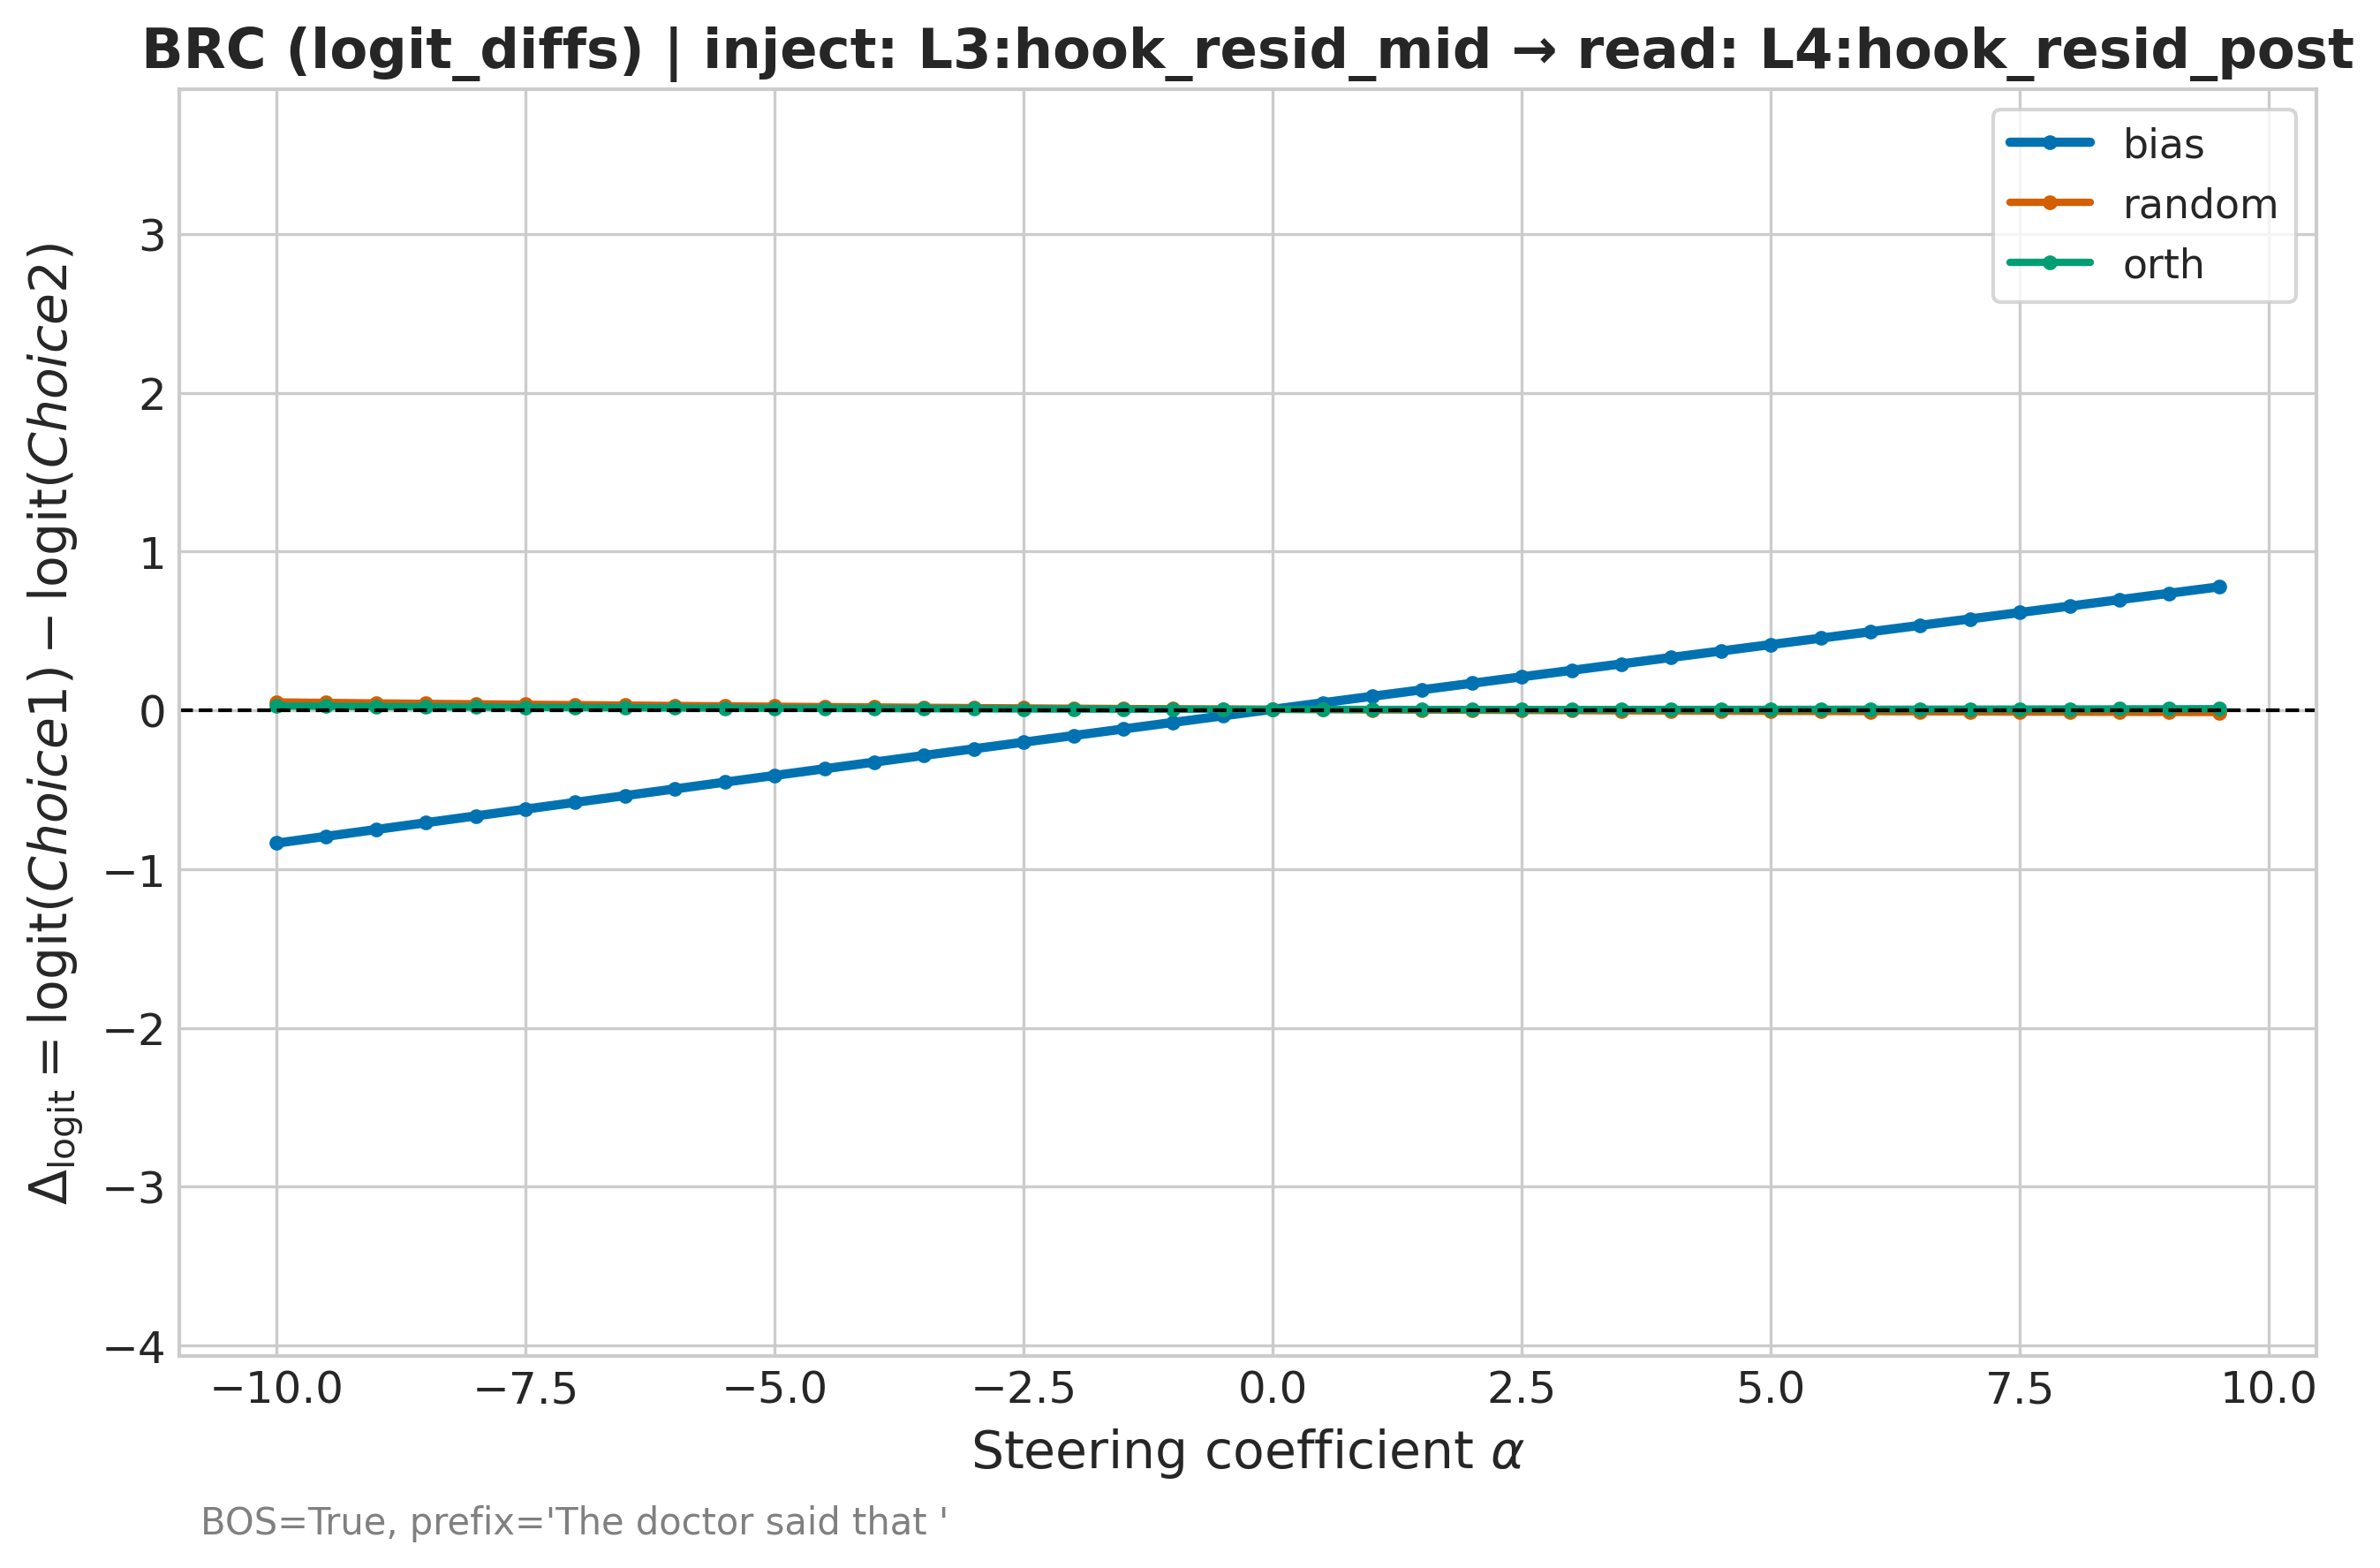 BRC (logit_diffs) | inject: L3:hook_resid_mid → read: L4:hook_resid_post
bias
random
orth
Δlogit = logit(Choice1) − logit(Choice2)
3
2
1
0
−1
−2
−3
−4
−10.0 −7.5 −5.0 −2.5 0.0 2.5 5.0 7.5 10.0
Steering coefficient α
BOS=True, prefix='The doctor said that '